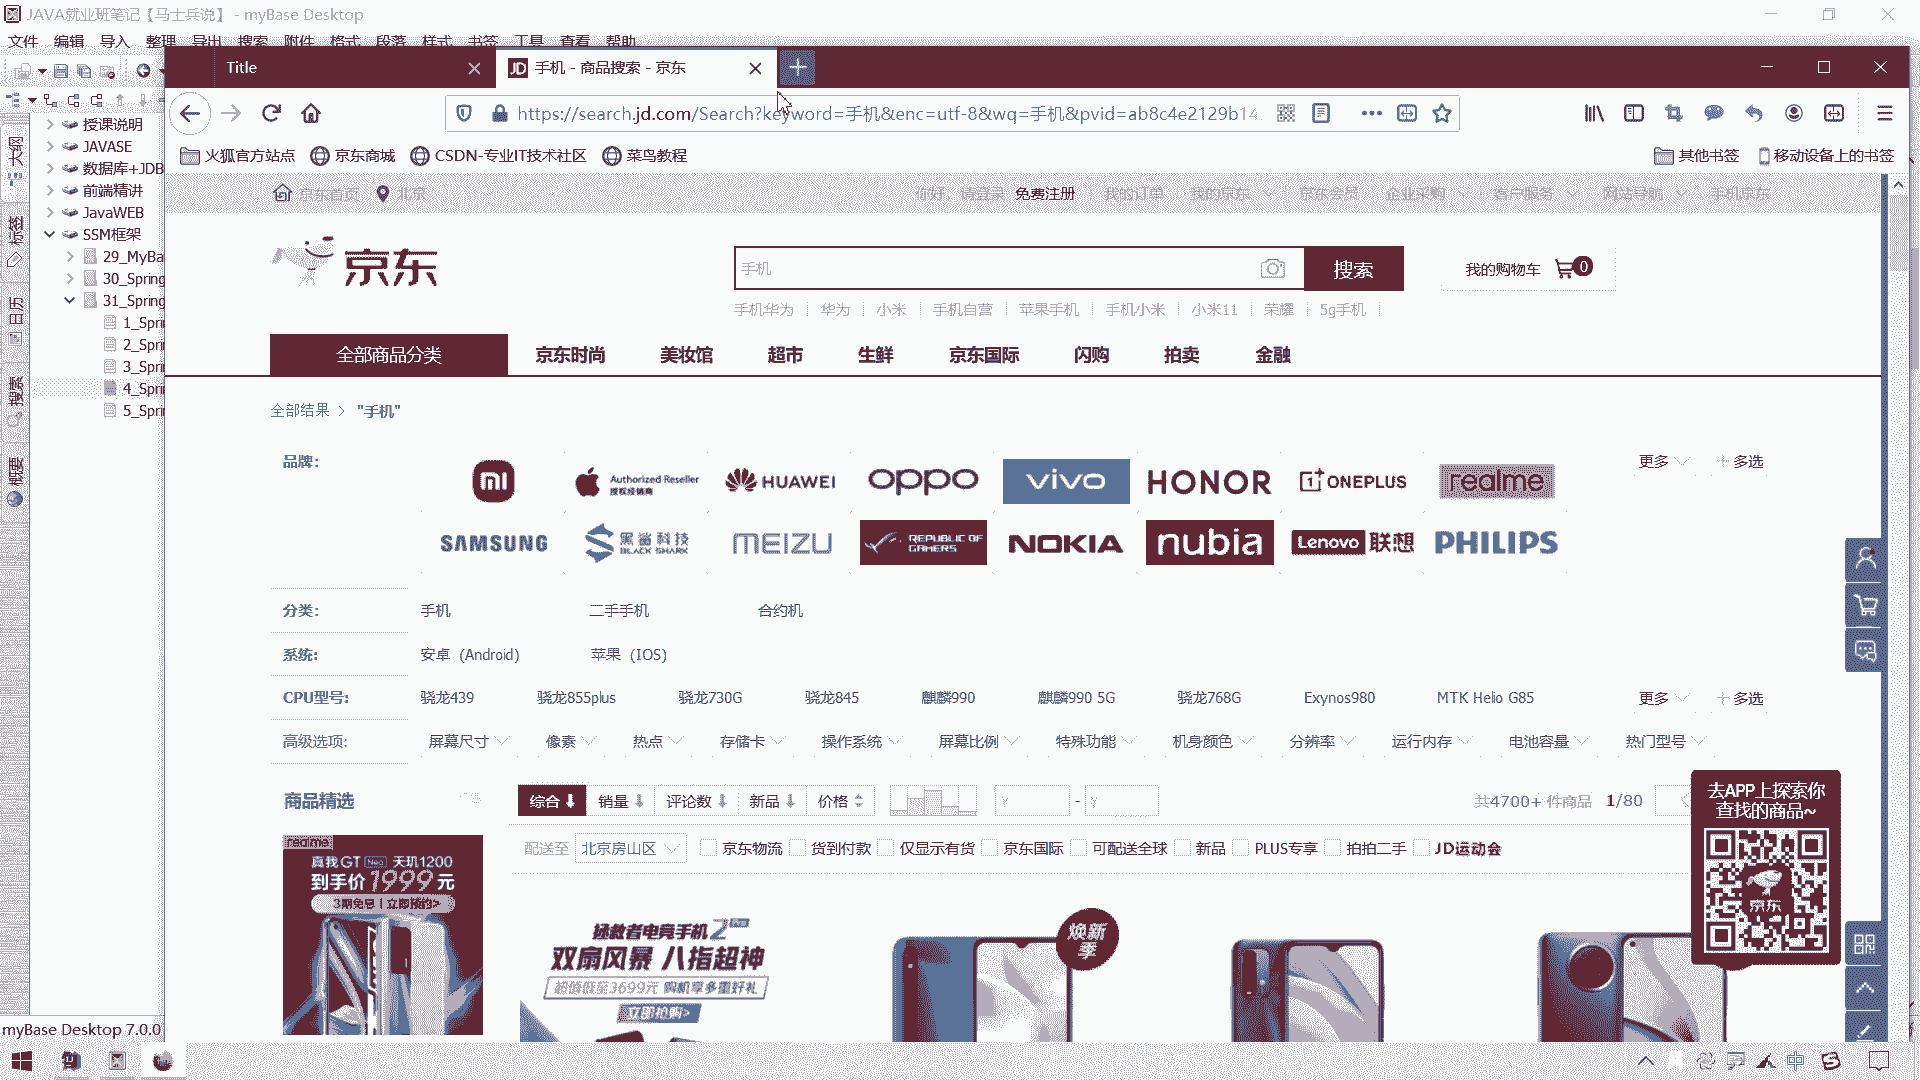 JAVA就业班笔记【马士兵说】 - myBase Desktop
文件 编辑 导入 整理 导出 搜索 附件 格式 段落 样式 书签 工具 查看 帮助
Title
手机 - 商品搜索 - 京东
https://search.jd.com/Search?keyword=手机&enc=utf-8&wq=手机&pvid=ab8c4e2129b14
火狐官方站点 京东商城 CSDN-专业IT技术社区 菜鸟教程 其他书签 移动设备上的书签
大纲
标签
日历
搜索
概要
授课说明
JAVASE
数据库+JDB
前端精讲
JavaWEB
SSM框架
29_MyBa
30_Spring
31_Spring
1_Spri
2_Spri
3_Spri
4_Spri
5_Spri
myBase Desktop 7.0.0
京东首页 北京 你好，请登录 免费注册 我的订单 我的京东 京东会员 企业采购 客户服务 网站导航 手机京东
京东
手机 搜索 我的购物车 0
手机华为 华为 小米 手机自营 苹果手机 手机小米 小米11 荣耀 5g手机
全部商品分类 京东时尚 美妆馆 超市 生鲜 京东国际 闪购 拍卖 金融
全部结果 > "手机"
品牌: 更多 多选
mi Authorized Reseller 授权经销商 HUAWEI oppo vivo HONOR 1+ ONEPLUS realme
SAMSUNG 黑鲨科技 BLACK SHARK MEIZU REPUBLIC OF GAMERS NOKIA nubia Lenovo 联想 PHILIPS
分类: 手机 二手手机 合约机
系统: 安卓（Android） 苹果（IOS）
CPU型号: 骁龙439 骁龙855plus 骁龙730G 骁龙845 麒麟990 麒麟990 5G 骁龙768G Exynos980 MTK Helio G85 更多 多选
高级选项: 屏幕尺寸 像素 热点 存储卡 操作系统 屏幕比例 特殊功能 机身颜色 分辨率 运行内存 电池容量 热门型号
商品精选 综合 销量 评论数 新品 价格 ¥ - ¥ 共4700+件商品 1/80
配送至 北京房山区 京东物流 货到付款 仅显示有货 京东国际 可配送全球 新品 PLUS专享 拍拍二手 JD运动会
realme
真我GT Neo 天玑1200
到手价1999元
3期免息 | 立即预约>
拯救者电竞手机2 Pro
双扇风暴 八指超神
超值低至3699元 购机享多重好礼
立即抢购>
焕新季
去APP上探索你
查找的商品~
京东
中